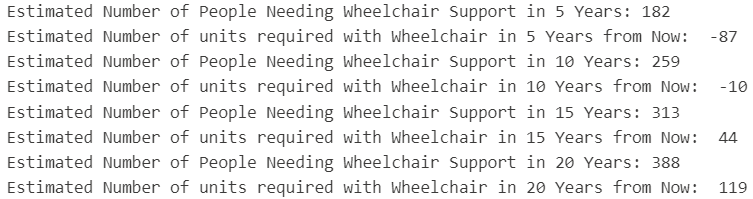 Estimated Number of People Needing Wheelchair Support in 5 Years: 182
Estimated Number of units required with Wheelchair in 5 Years from Now:  -87
Estimated Number of People Needing Wheelchair Support in 10 Years: 259
Estimated Number of units required with Wheelchair in 10 Years from Now:  -10
Estimated Number of People Needing Wheelchair Support in 15 Years: 313
Estimated Number of units required with Wheelchair in 15 Years from Now:  44
Estimated Number of People Needing Wheelchair Support in 20 Years: 388
Estimated Number of units required with Wheelchair in 20 Years from Now:  119